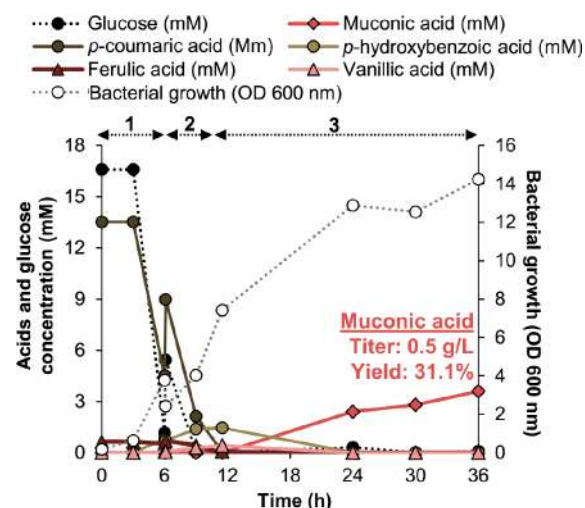 Glucose (mM) Muconic acid (mM)
p-coumaric acid (Mm) p-hydroxybenzoic acid (mM)
Ferulic acid (mM) Vanillic acid (mM)
Bacterial growth (OD 600 nm)
1 2 3
18 16
15 14
12 12
9 10
6 8
3 6
0 4
2
0
Acids and glucose
concentration (mM)
Bacterial growth (OD 600 nm)
Muconic acid
Titer: 0.5 g/L
Yield: 31.1%
0 6 12 18 24 30 36
Time (h)